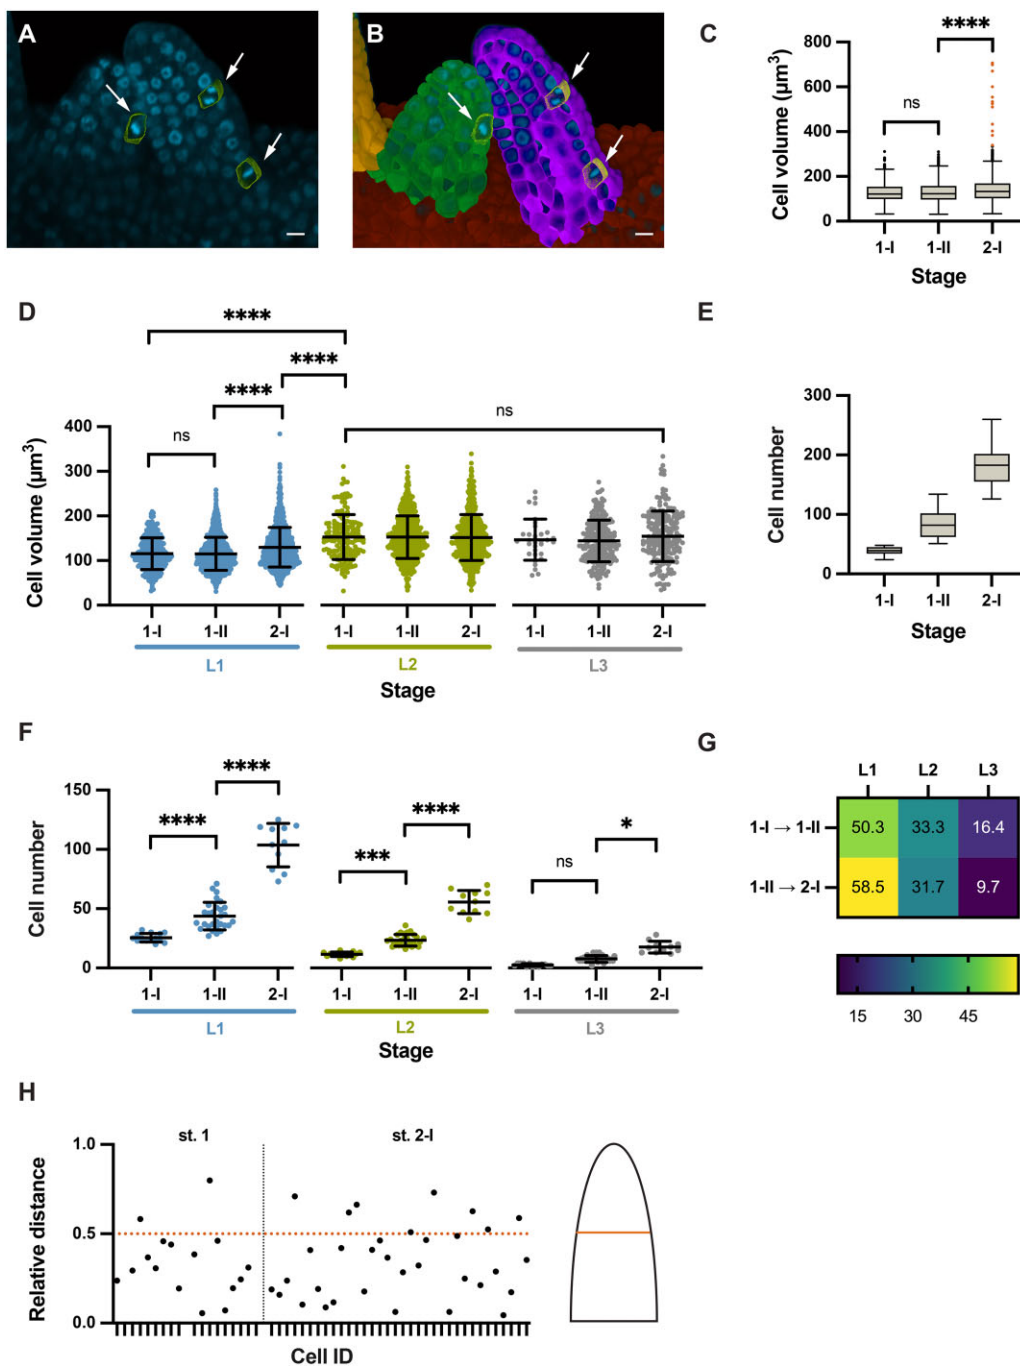 A
B
C
****
800
600
400
200
0
ns
Cell volume (µm³)
1-I 1-II 2-I
Stage
D
****
****
****
ns
ns
400
300
200
100
0
Cell volume (µm³)
1-I 1-II 2-I 1-I 1-II 2-I 1-I 1-II 2-I
L1 L2 L3
Stage
E
300
200
100
0
Cell number
1-I 1-II 2-I
Stage
F
****
****
****
***
*
ns
150
100
50
0
Cell number
1-I 1-II 2-I 1-I 1-II 2-I 1-I 1-II 2-I
L1 L2 L3
Stage
G
L1 L2 L3
1-I → 1-II 50.3 33.3 16.4
1-II → 2-I 58.5 31.7 9.7
15 30 45
H
st. 1 st. 2-I
1.0
0.5
0.0
Relative distance
Cell ID